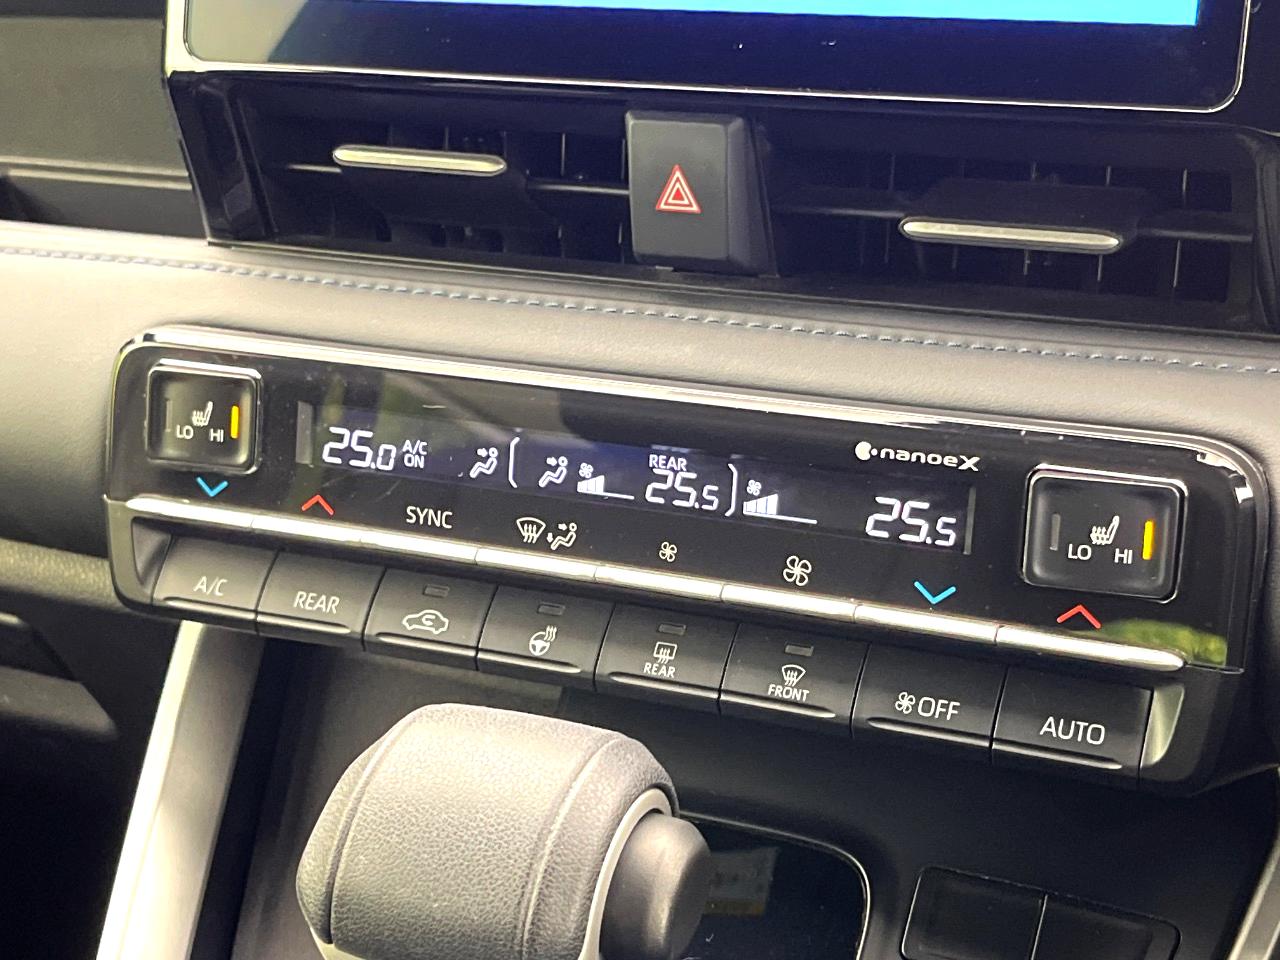 LO HI
25.0 A/C ON
REAR
25.5
nanoeX
25.5
LO HI
SYNC
A/C
REAR
REAR
FRONT
OFF
AUTO